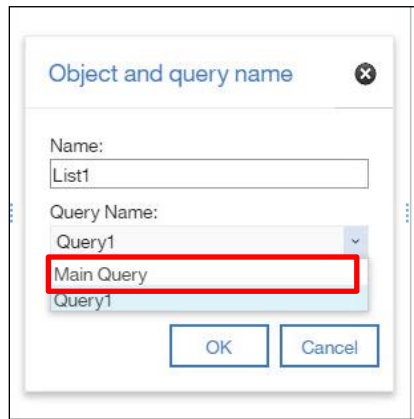 Object and query name
Name:
List1
Query Name:
Query1
Main Query
Query1
OK
Cancel